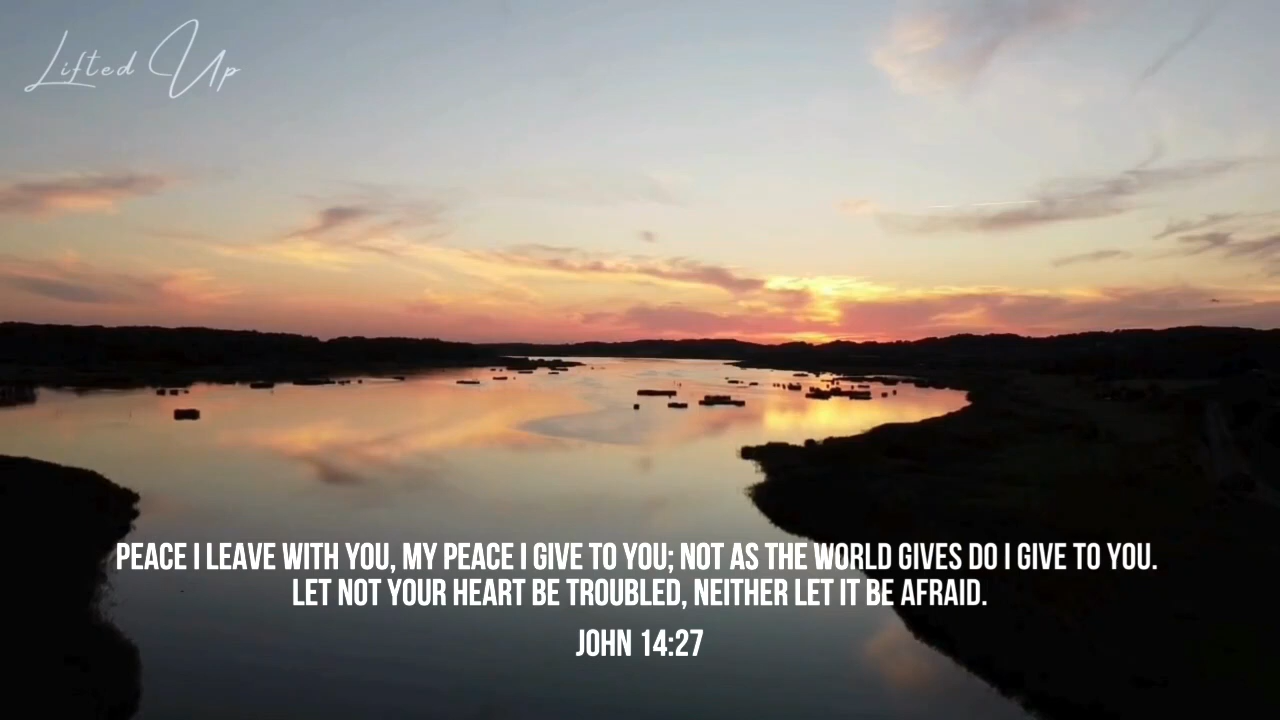 Lifted Up
PEACE I LEAVE WITH YOU, MY PEACE I GIVE TO YOU; NOT AS THE WORLD GIVES DO I GIVE TO YOU.
LET NOT YOUR HEART BE TROUBLED, NEITHER LET IT BE AFRAID.
JOHN 14:27